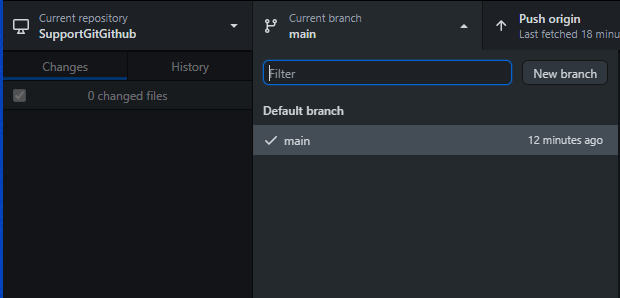 Current repository
SupportGitGithub
Current branch
main
Push origin
Last fetched 18 minu
Changes
History
0 changed files
Filter
New branch
Default branch
main
12 minutes ago